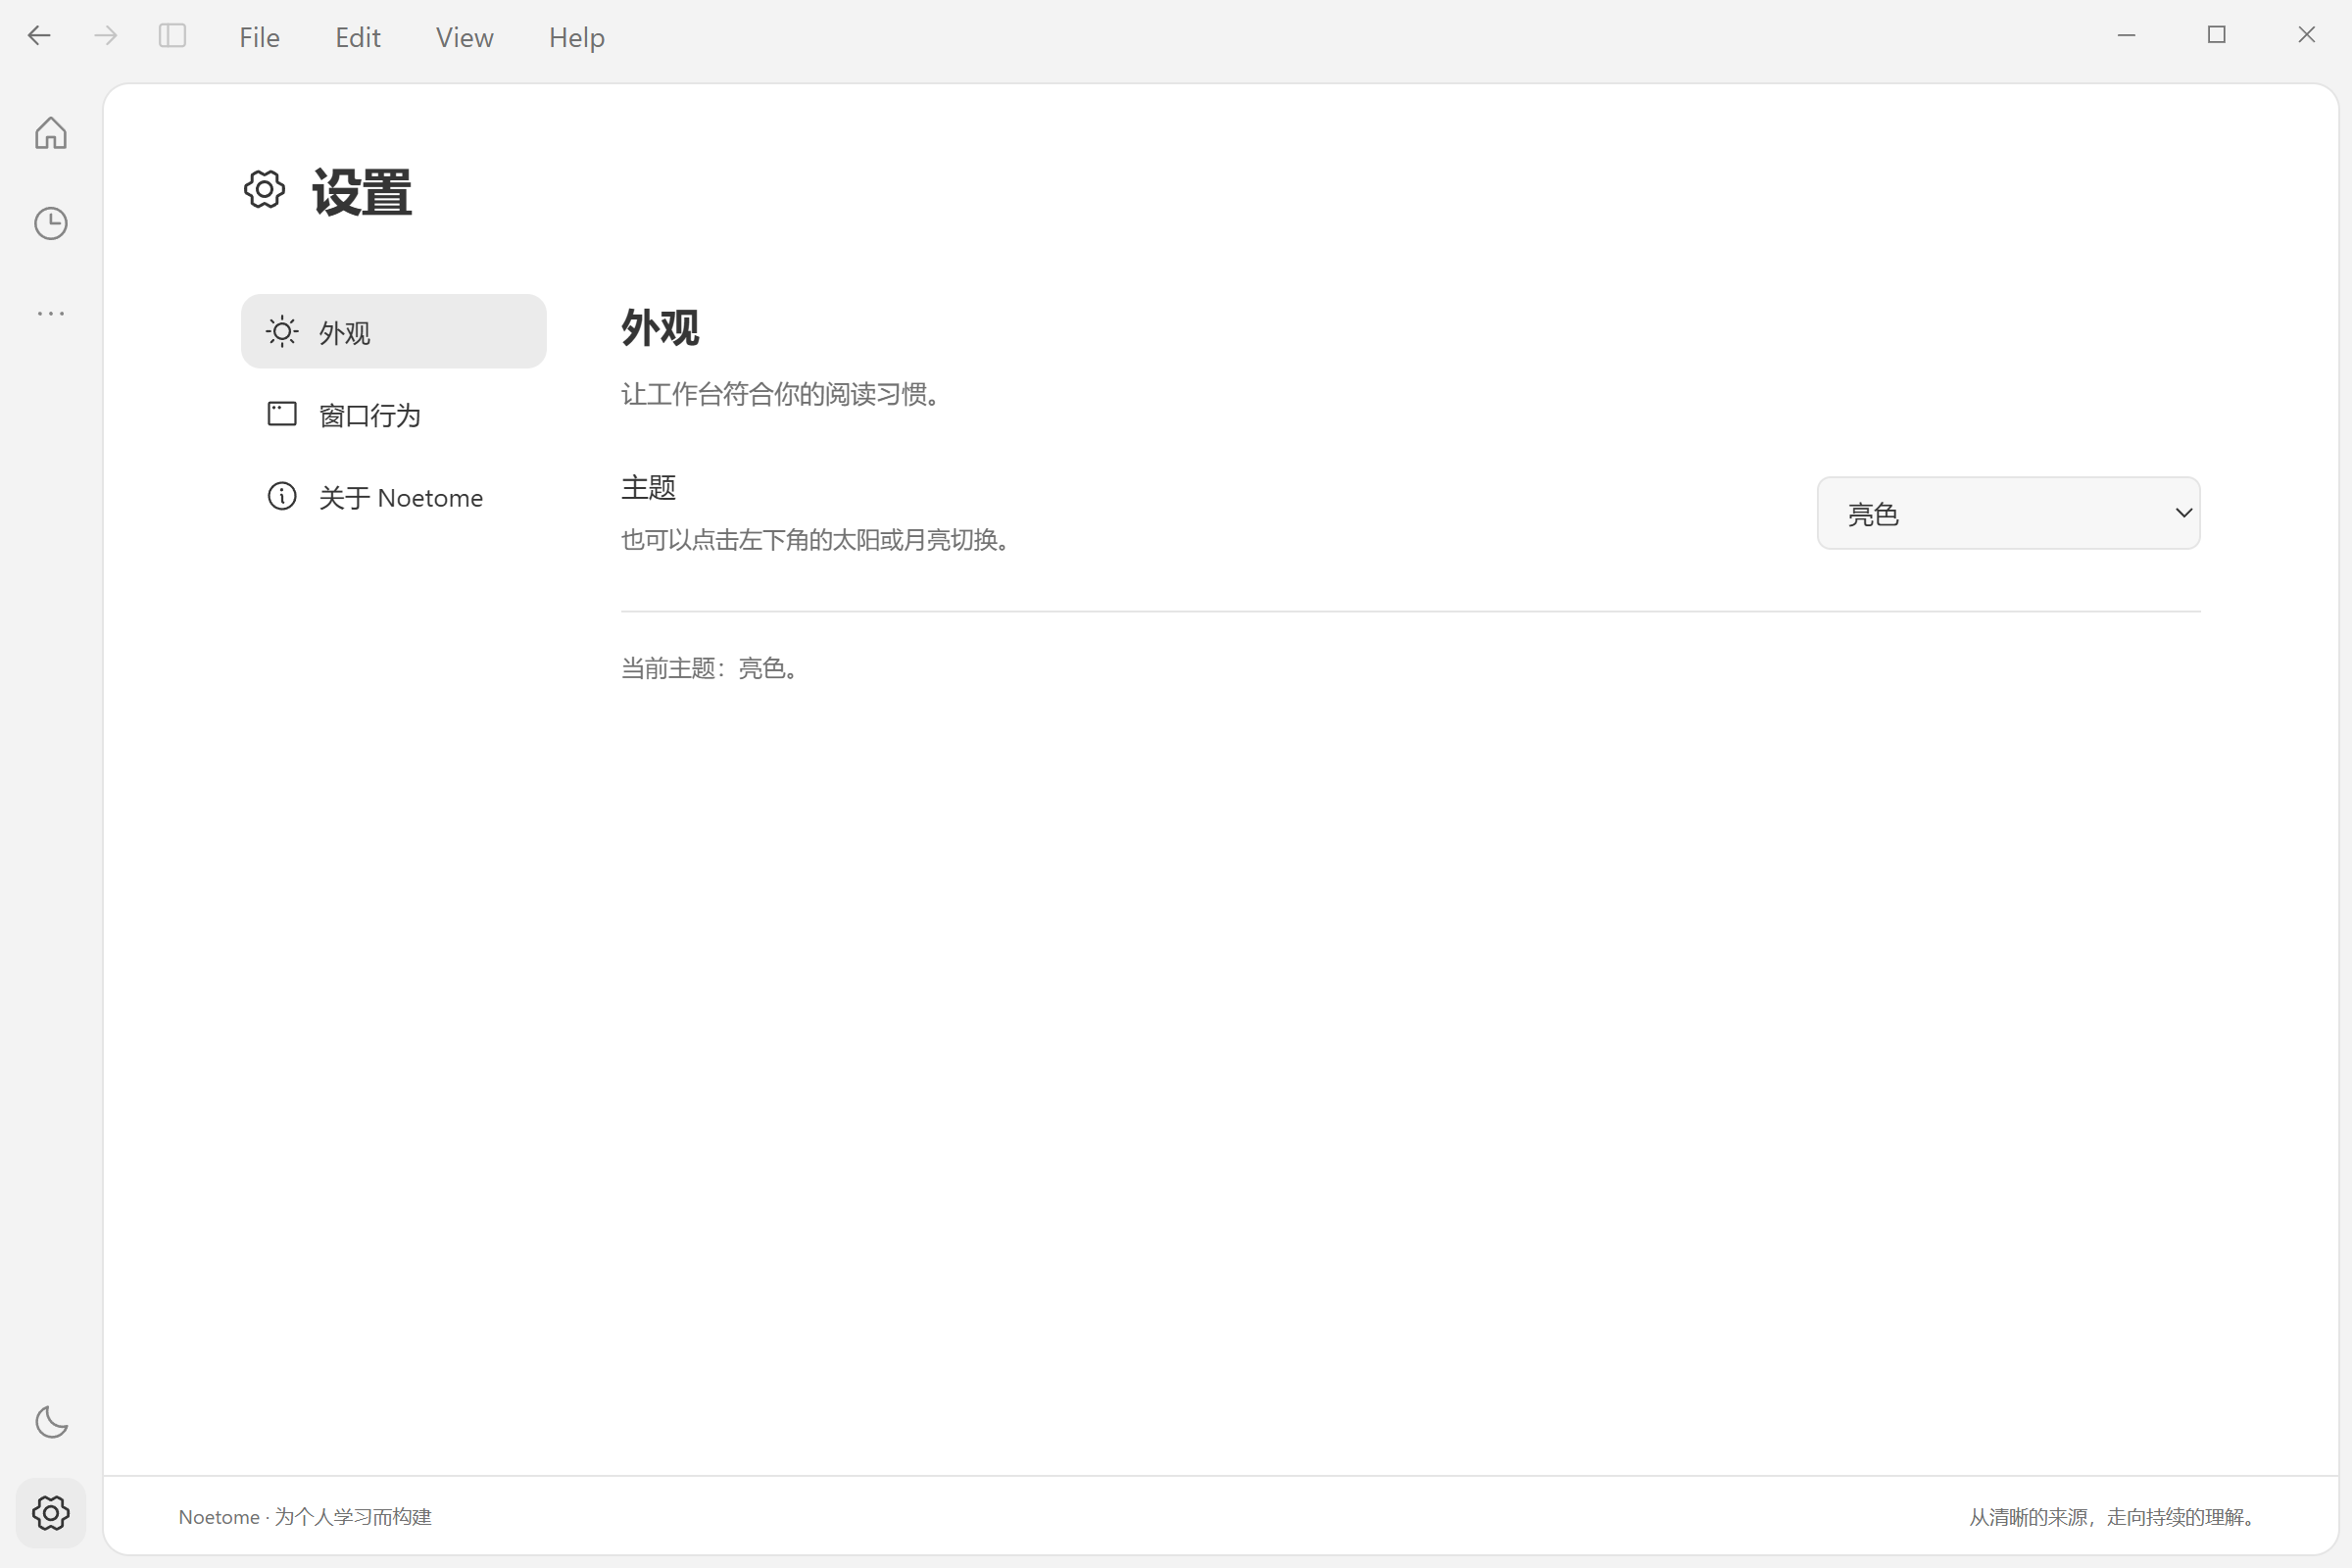 File Edit View Help
设置
外观
窗口行为
关于 Noetome
外观
让工作台符合你的阅读习惯。
主题
也可以点击左下角的太阳或月亮切换。
亮色
当前主题：亮色。
Noetome · 为个人学习而构建
从清晰的来源，走向持续的理解。